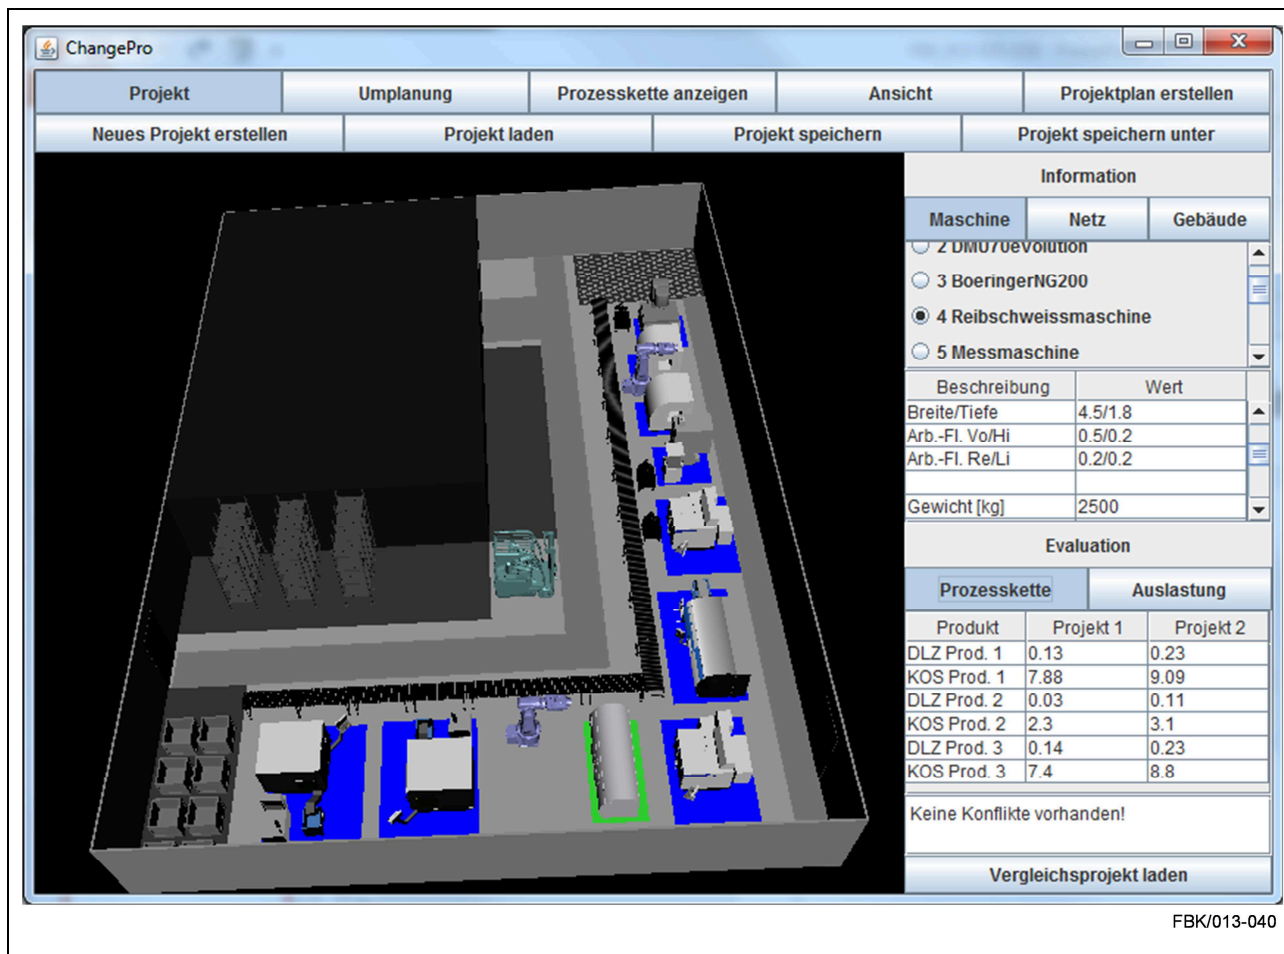 ChangePro
Projekt Umplanung Prozesskette anzeigen Ansicht Projektplan erstellen
Neues Projekt erstellen Projekt laden Projekt speichern Projekt speichern unter
Information
Maschine Netz Gebäude
2 DMU70eVolution
3 BoeringerNG200
4 Reibschweissmaschine
5 Messmaschine
Beschreibung Wert
Breite/Tiefe 4.5/1.8
Arb.-Fl. Vo/Hi 0.5/0.2
Arb.-Fl. Re/Li 0.2/0.2
Gewicht [kg] 2500
Evaluation
Prozesskette Auslastung
Produkt Projekt 1 Projekt 2
DLZ Prod. 1 0.13 0.23
KOS Prod. 1 7.88 9.09
DLZ Prod. 2 0.03 0.11
KOS Prod. 2 2.3 3.1
DLZ Prod. 3 0.14 0.23
KOS Prod. 3 7.4 8.8
Keine Konflikte vorhanden!
Vergleichsprojekt laden
FBK/013-040